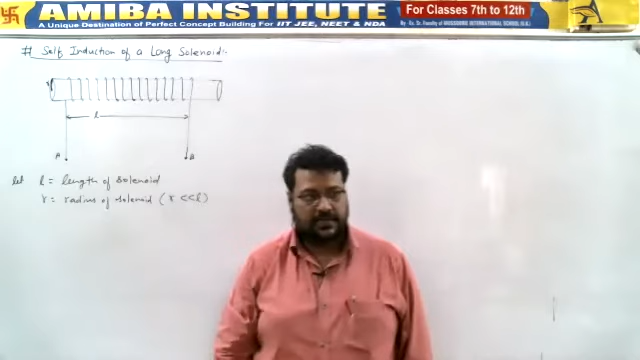 AMIBA INSTITUTE
For Classes 7th to 12th
A Unique Destination of Perfect Concept Building For IIT JEE, NEET & NDA
# Self Induction of a Long Solenoid:-
r
l
A B
let l = length of solenoid
r = radius of solenoid (r <<l)